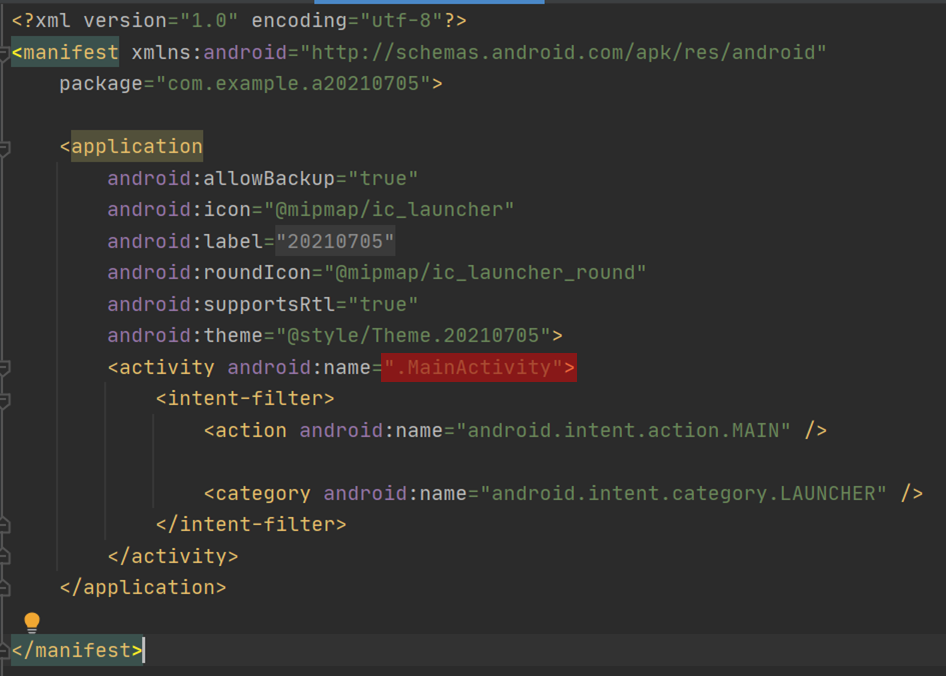 <?xml version="1.0" encoding="utf-8"?>
<manifest xmlns:android="http://schemas.android.com/apk/res/android"
    package="com.example.a20210705">

    <application
        android:allowBackup="true"
        android:icon="@mipmap/ic_launcher"
        android:label="20210705"
        android:roundIcon="@mipmap/ic_launcher_round"
        android:supportsRtl="true"
        android:theme="@style/Theme.20210705">
        <activity android:name=".MainActivity">
            <intent-filter>
                <action android:name="android.intent.action.MAIN" />

                <category android:name="android.intent.category.LAUNCHER" />
            </intent-filter>
        </activity>
    </application>

</manifest>